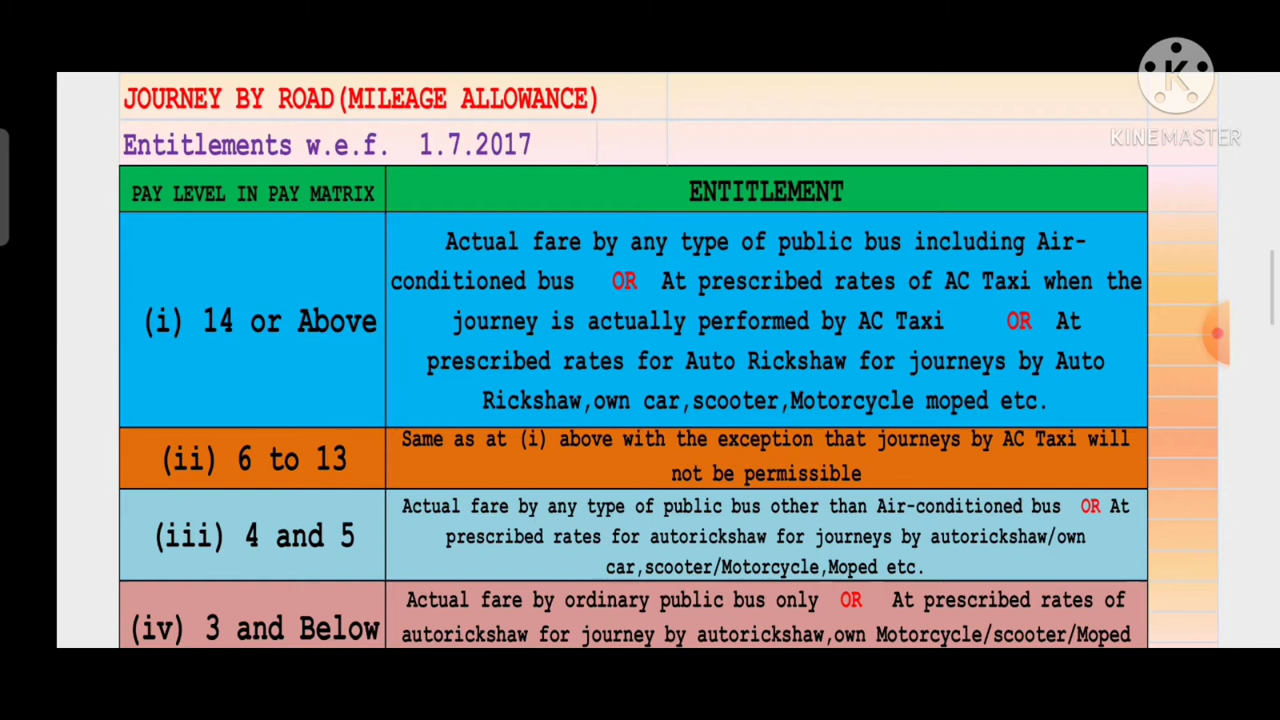 JOURNEY BY ROAD(MILEAGE ALLOWANCE)
Entitlements w.e.f. 1.7.2017
PAY LEVEL IN PAY MATRIX
ENTITLEMENT
(i) 14 or Above
Actual fare by any type of public bus including Air-
conditioned bus OR At prescribed rates of AC Taxi when the
journey is actually performed by AC Taxi OR At
prescribed rates for Auto Rickshaw for journeys by Auto
Rickshaw,own car,scooter,Motorcycle moped etc.
(ii) 6 to 13
Same as at (i) above with the exception that journeys by AC Taxi will
not be permissible
(iii) 4 and 5
Actual fare by any type of public bus other than Air-conditioned bus OR At
prescribed rates for autorickshaw for journeys by autorickshaw/own
car,scooter/Motorcycle,Moped etc.
(iv) 3 and Below
Actual fare by ordinary public bus only OR At prescribed rates of
autorickshaw for journey by autorickshaw,own Motorcycle/scooter/Moped
K
KINEMASTER